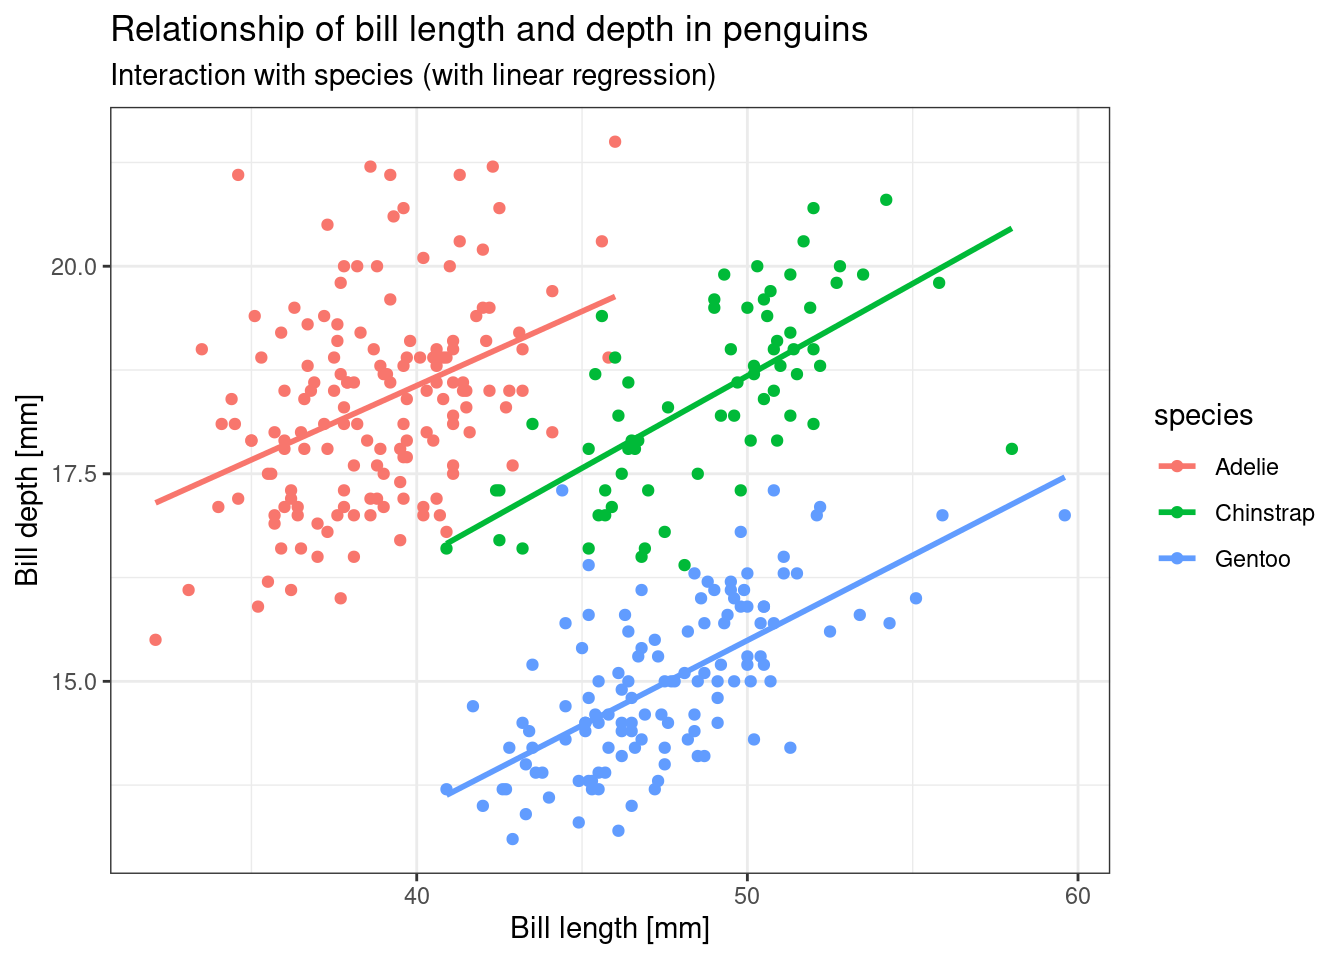 Relationship of bill length and depth in penguins
Interaction with species (with linear regression)
20.0
17.5
15.0
Bill depth [mm]
40
50
60
Bill length [mm]
species
Adelie
Chinstrap
Gentoo